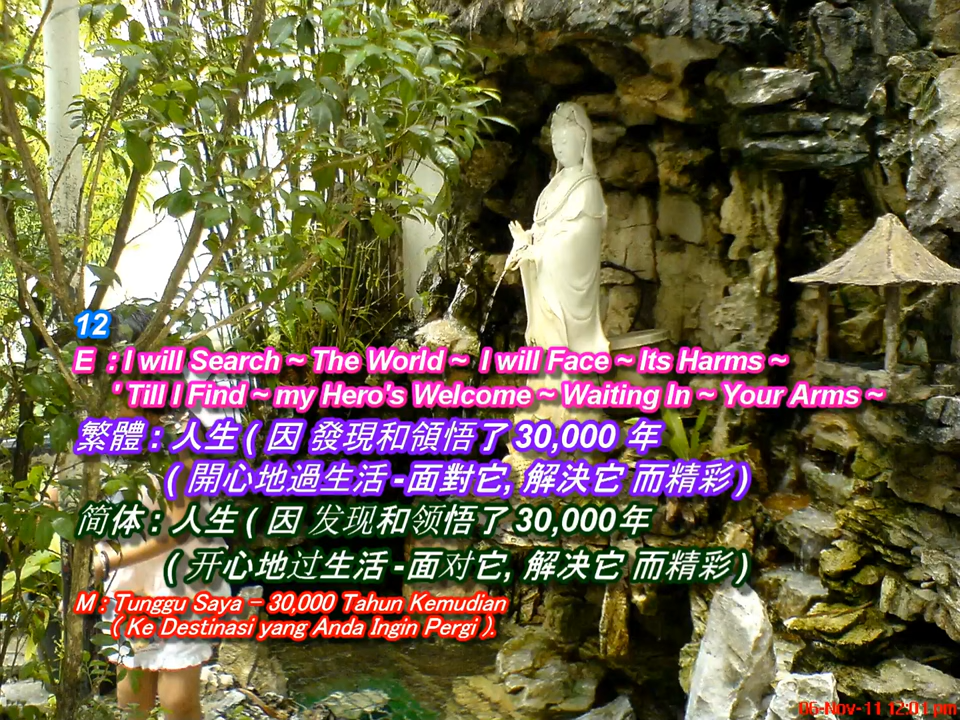 12
E : I will Search ~ The World ~ I will Face ~ Its Harms ~
' Till I Find ~ my Hero's Welcome ~ Waiting In ~ Your Arms ~
繁體 : 人生 ( 因 發現和領悟了 30,000 年
( 開心地過生活 - 面對它, 解決它 而精彩 )
简体 : 人生 ( 因 发现和领悟了 30,000年
( 开心地过生活 - 面对它, 解决它 而精彩 )
M : Tunggu Saya - 30,000 Tahun Kemudian
( Ke Destinasi yang Anda Ingin Pergi ).
06-Nov-11 12:01 pm